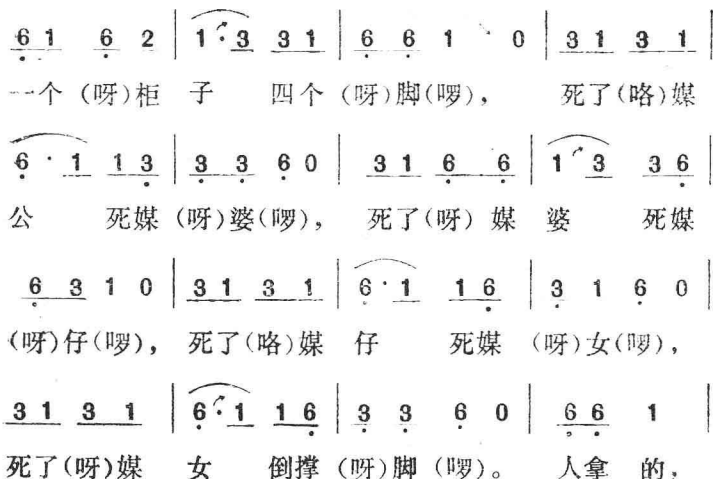 6 1 6 2 | 1·3 3 1 | 6 6 1 0 | 3 1 3 1
一个 (呀)柜 子 四个 (呀)脚(啰), 死了(咯)媒
6·1 1 3 | 3 3 6 0 | 3 1 6 6 | 1 3 3 6 |
公 死媒 (呀)婆(啰), 死了(呀) 媒 婆 死媒
6 3 1 0 | 3 1 3 1 | 6·1 1 6 | 3 1 6 0 |
(呀)仔(啰), 死了(咯)媒 仔 死媒 (呀)女(啰),
3 1 3 1 | 6·1 1 6 | 3 3 6 0 | 6 6 1 |
死了(呀)媒 女 倒撑 (呀)脚 (啰)。 人拿 的,